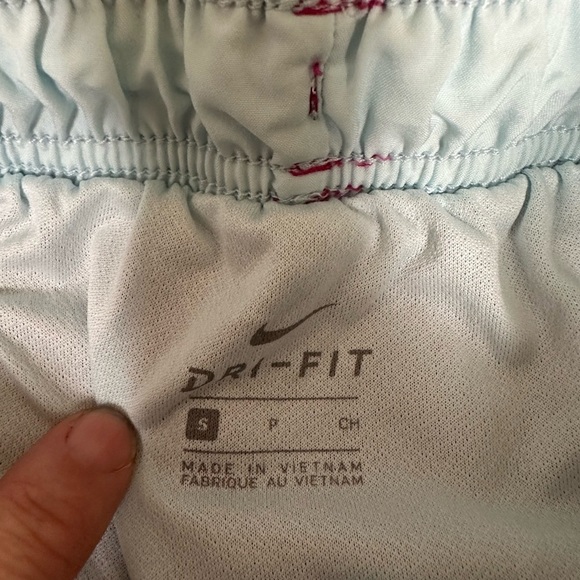 DRI-FIT
S P CH
MADE IN VIETNAM
FABRIQUE AU VIETNAM